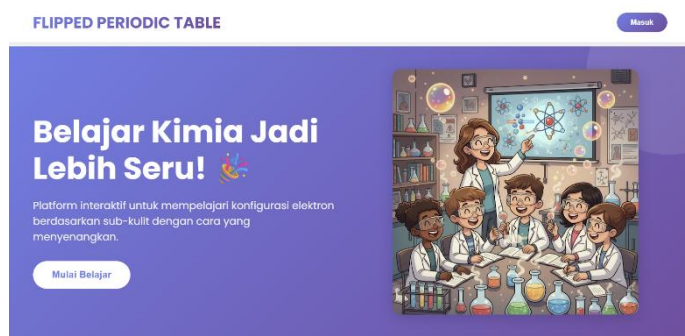 FLIPPED PERIODIC TABLE
Masuk
Belajar Kimia Jadi
Lebih Seru! 🎉
Platform interaktif untuk mempelajari konfigurasi elektron
berdasarkan sub-kulit dengan cara yang
menyenangkan.
Mulai Belajar